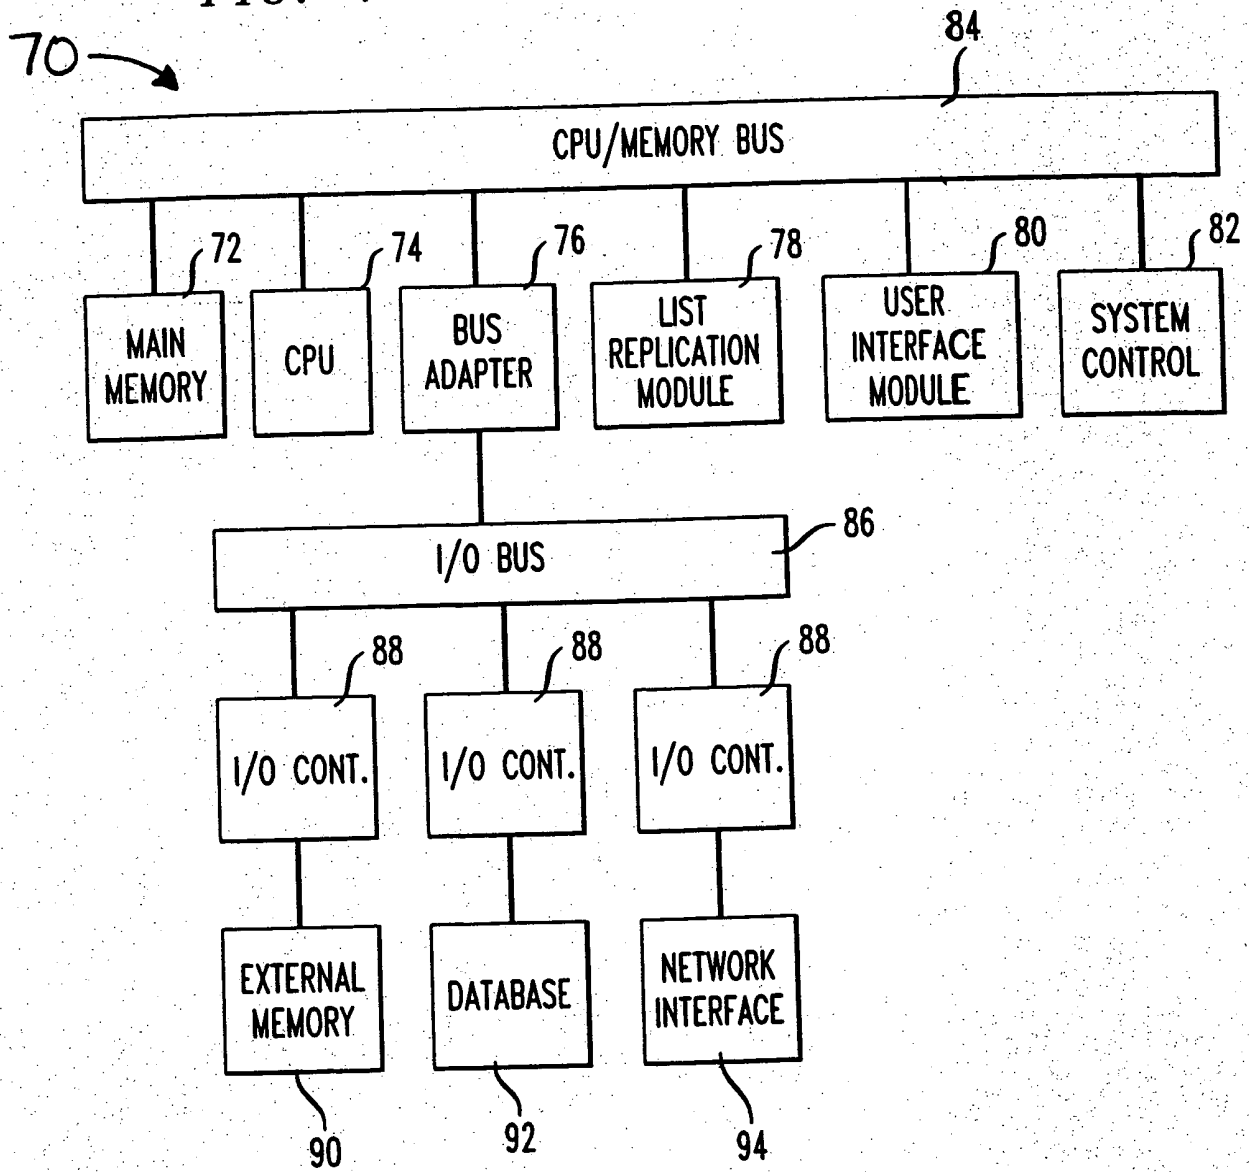 FIG.
70
84
CPU/MEMORY BUS
72
74
76
78
80
82
MAIN
MEMORY
CPU
BUS
ADAPTER
LIST
REPLICATION
MODULE
USER
INTERFACE
MODULE
SYSTEM
CONTROL
I/O BUS
86
88
88
88
I/O CONT.
I/O CONT.
I/O CONT.
EXTERNAL
MEMORY
DATABASE
NETWORK
INTERFACE
90
92
94